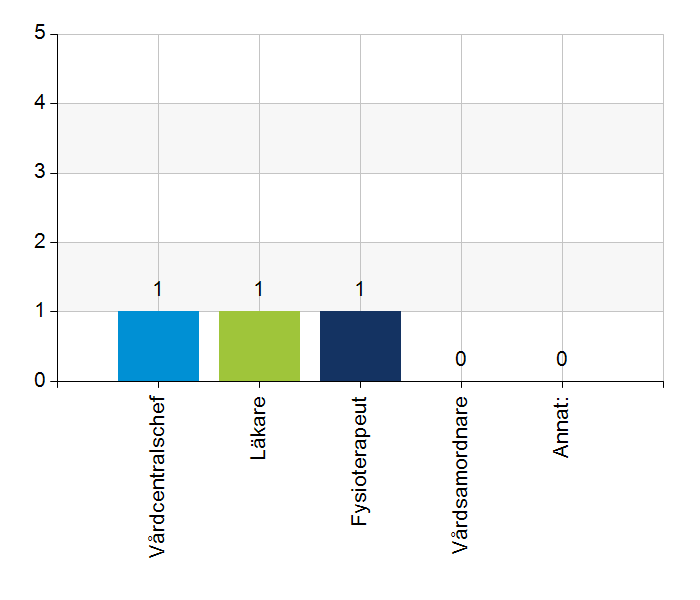 5
4
3
2
1
0
1
1
1
0
0
Vårdcentralschef
Läkare
Fysioterapeut
Vårdsamordnare
Annat: